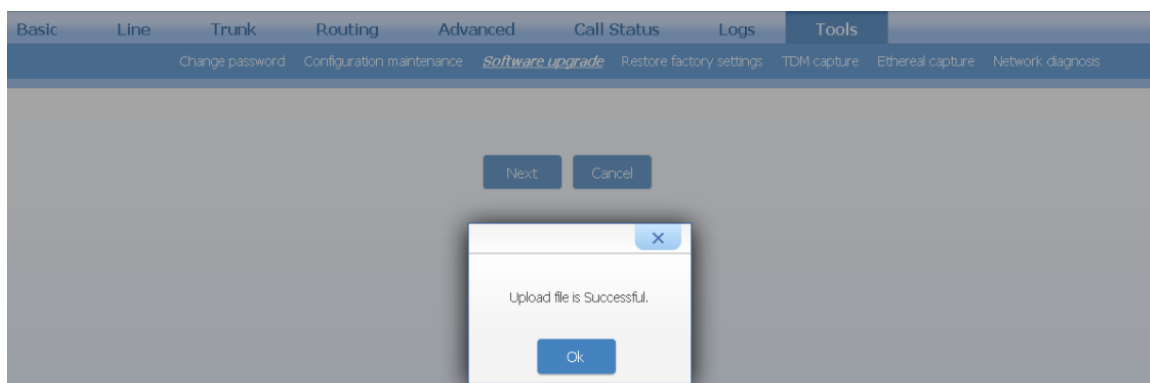 Basic Line Trunk Routing Advanced Call Status Logs Tools
Change password Configuration maintenance Software upgrade Restore factory settings TDM capture Ethereal capture Network diagnosis
Next Cancel
Upload file is Successful.
Ok